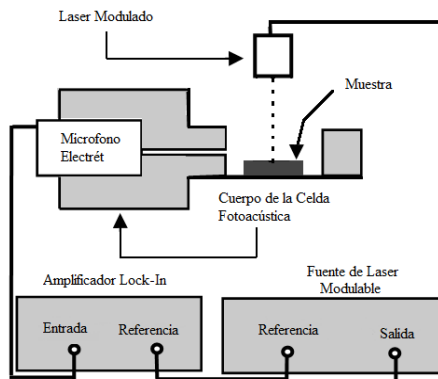 Laser Modulado
Muestra
Microfono
Electrét
Cuerpo de la Celda
Fotoacústica
Amplificador Lock-In
Fuente de Laser
Modulable
Entrada
Referencia
Referencia
Salida